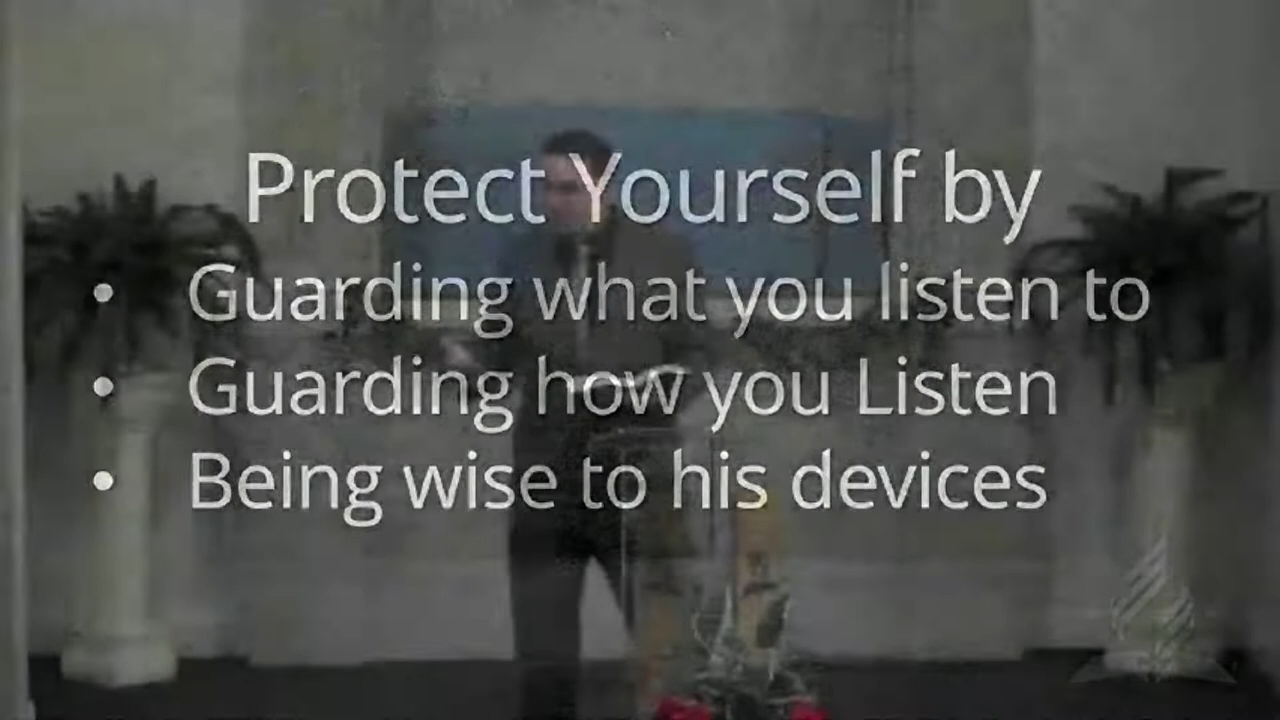 Protect Yourself by
• Guarding what you listen to
• Guarding how you Listen
• Being wise to his devices